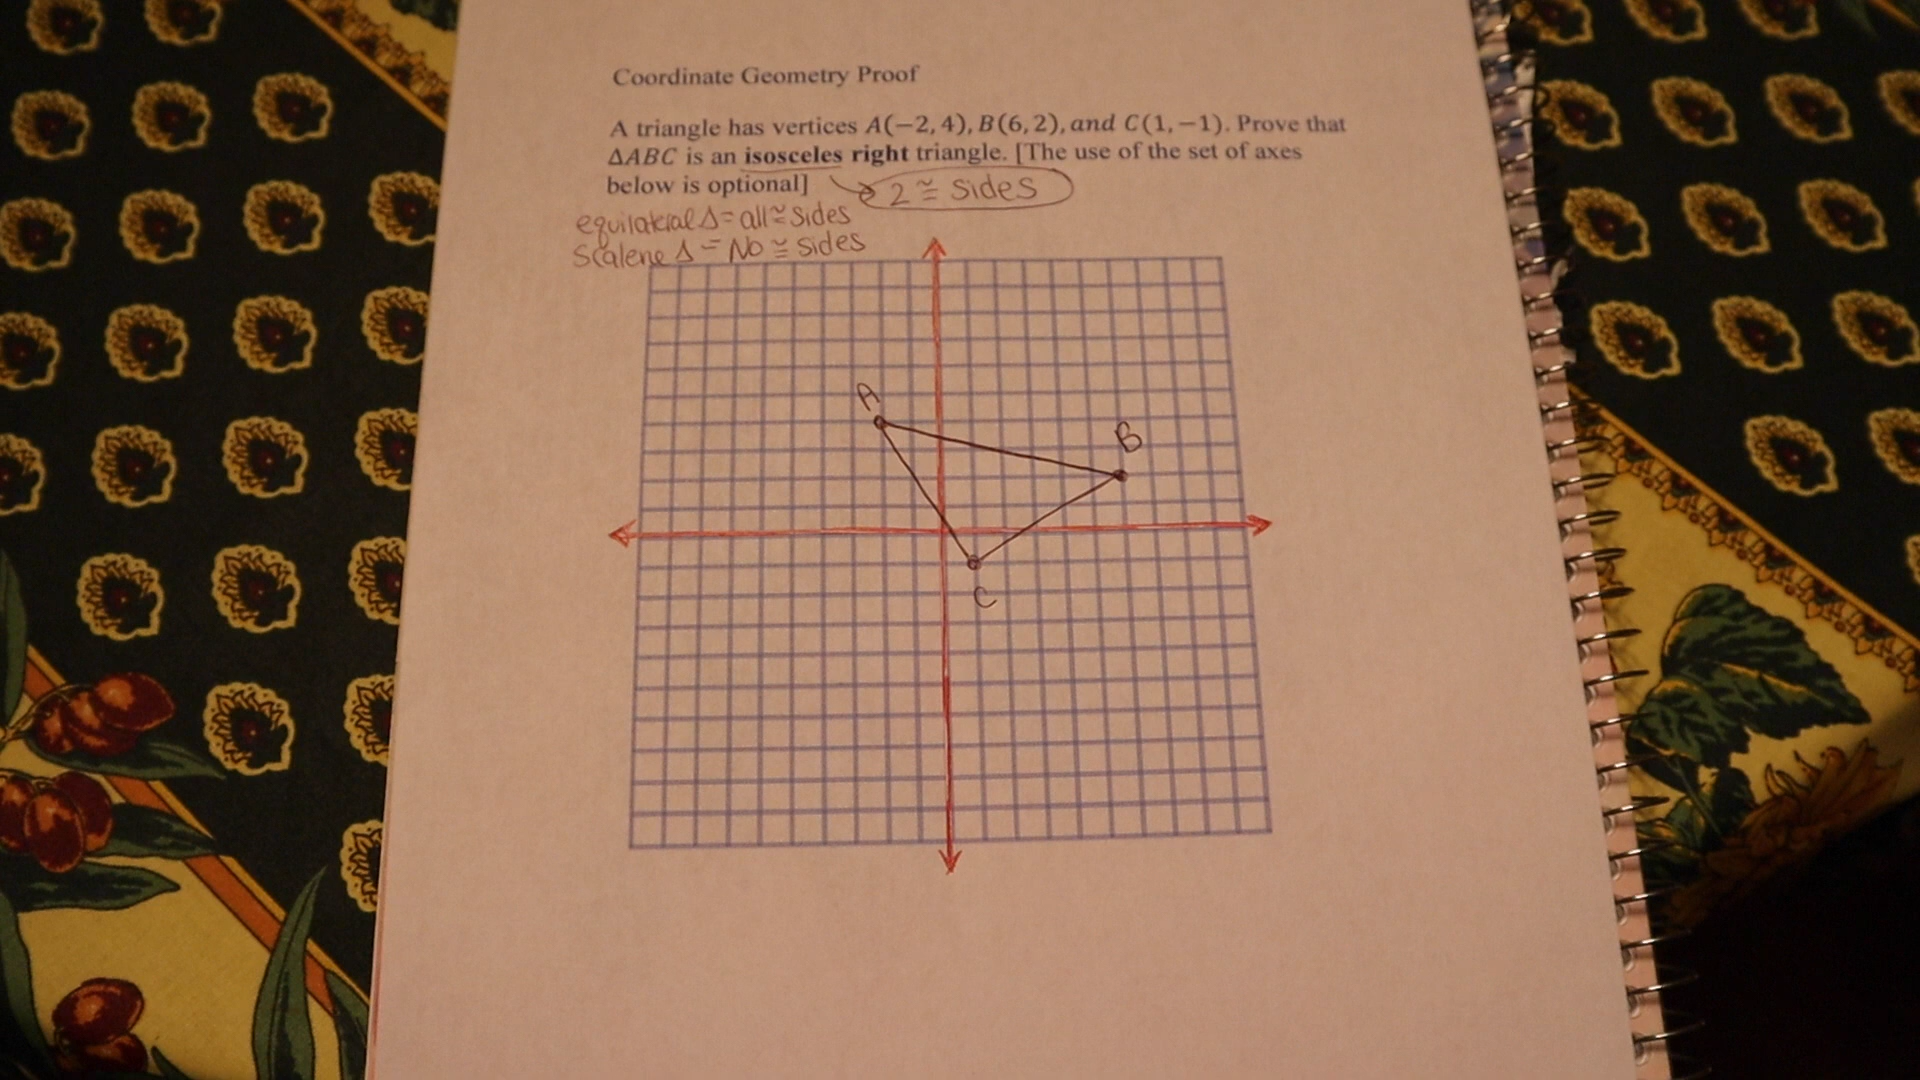 Coordinate Geometry Proof
A triangle has vertices A(−2, 4), B(6, 2), and C(1, −1). Prove that
ΔABC is an isosceles right triangle. [The use of the set of axes
below is optional]
2 ≅ sides
equilateral Δ = all ≅ sides
Scalene Δ = No ≅ sides
A
B
C